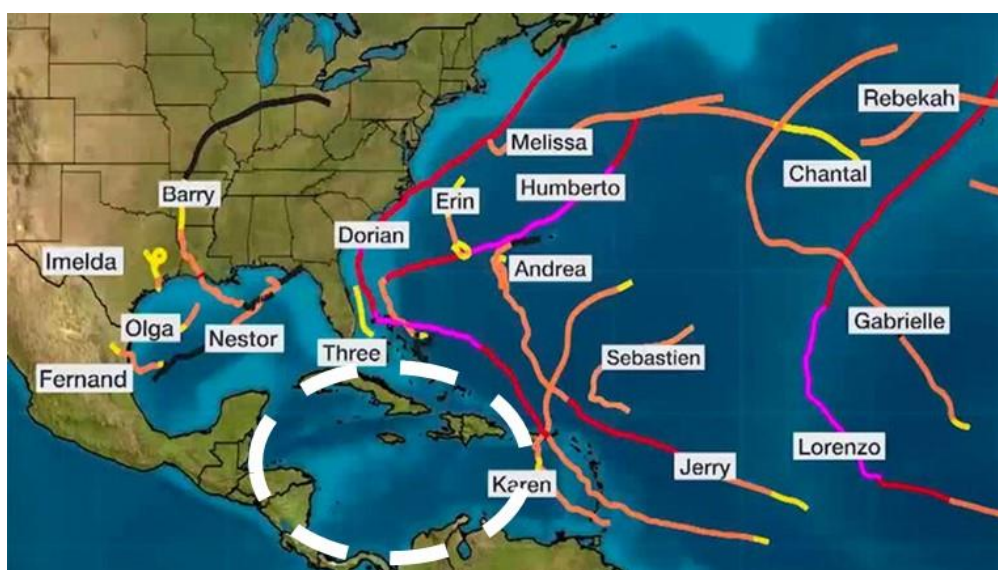 Rebekah
Melissa
Chantal
Humberto
Barry
Erin
Dorian
Imelda
Andrea
Olga
Nestor
Gabrielle
Three
Sebastien
Fernand
Lorenzo
Jerry
Karen